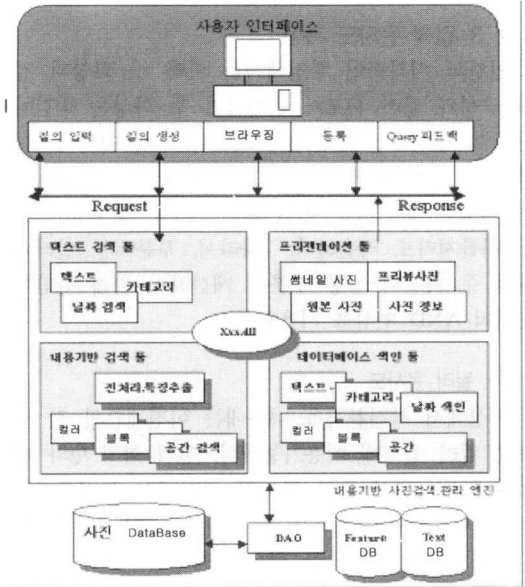 사용자 인터페이스
질의 입력 질의 생성 브라우징 등록 Query 피드백
Request Response
텍스트 검색 툴
텍스트
카테고리
날짜 검색
프리젠테이션 툴
썸네일 사진 프리뷰사진
원본 사진 사진 정보
Xxx.dll
내용기반 검색 툴
전처리.특징추출
컬러
블록
공간 검색
데이터베이스 색인 툴
텍스트
카테고리
날짜 색인
컬러
블록
공간
내용기반 사진검색.관리 엔진
사진 DataBase
DAO
Feature DB
Text DB